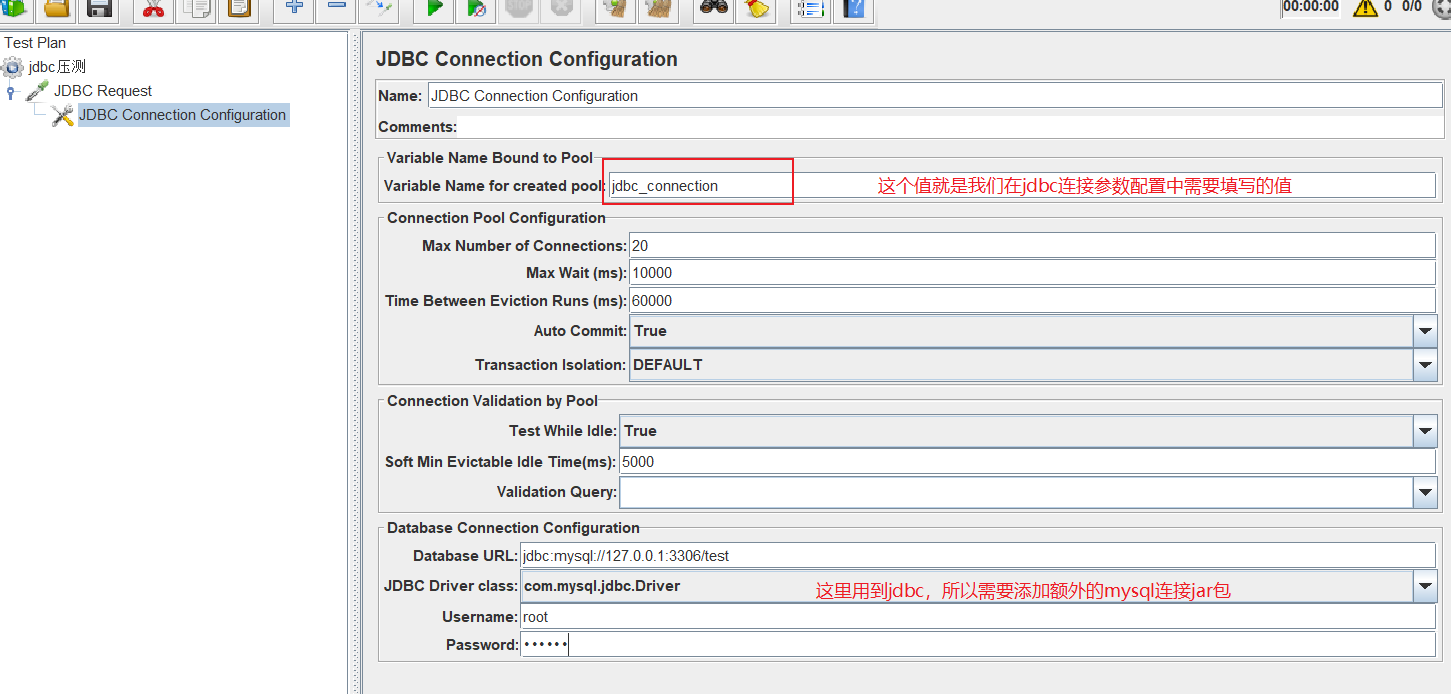 00:00:00 0 0/0
Test Plan
jdbc压测
JDBC Request
JDBC Connection Configuration
JDBC Connection Configuration
Name: JDBC Connection Configuration
Comments:
Variable Name Bound to Pool
Variable Name for created pool: jdbc_connection 这个值就是我们在jdbc连接参数配置中需要填写的值
Connection Pool Configuration
Max Number of Connections: 20
Max Wait (ms): 10000
Time Between Eviction Runs (ms): 60000
Auto Commit: True
Transaction Isolation: DEFAULT
Connection Validation by Pool
Test While Idle: True
Soft Min Evictable Idle Time(ms): 5000
Validation Query:
Database Connection Configuration
Database URL: jdbc:mysql://127.0.0.1:3306/test
JDBC Driver class: com.mysql.jdbc.Driver 这里用到jdbc，所以需要添加额外的mysql连接jar包
Username: root
Password: ••••••